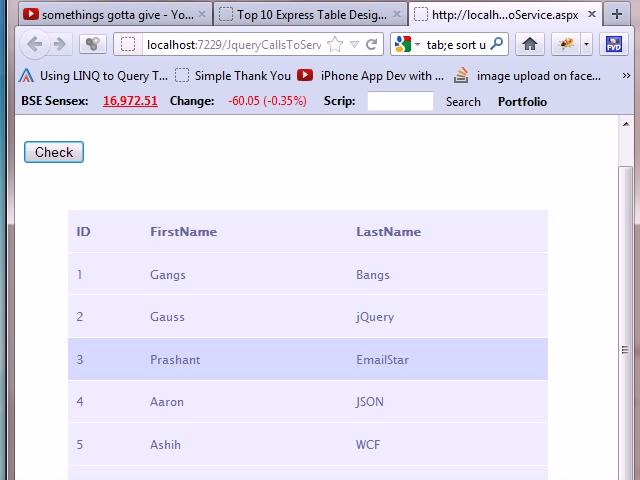 somethings gotta give - Yo...
Top 10 Express Table Desig...
http://localh...oService.aspx
localhost:7229/JqueryCallsToServ
tab;e sort u
FVD
Using LINQ to Query T...
Simple Thank You
iPhone App Dev with ...
image upload on face...
BSE Sensex: 16,972.51 Change: -60.05 (-0.35%) Scrip: Search Portfolio
Check
ID FirstName LastName
1 Gangs Bangs
2 Gauss jQuery
3 Prashant EmailStar
4 Aaron JSON
5 Ashih WCF